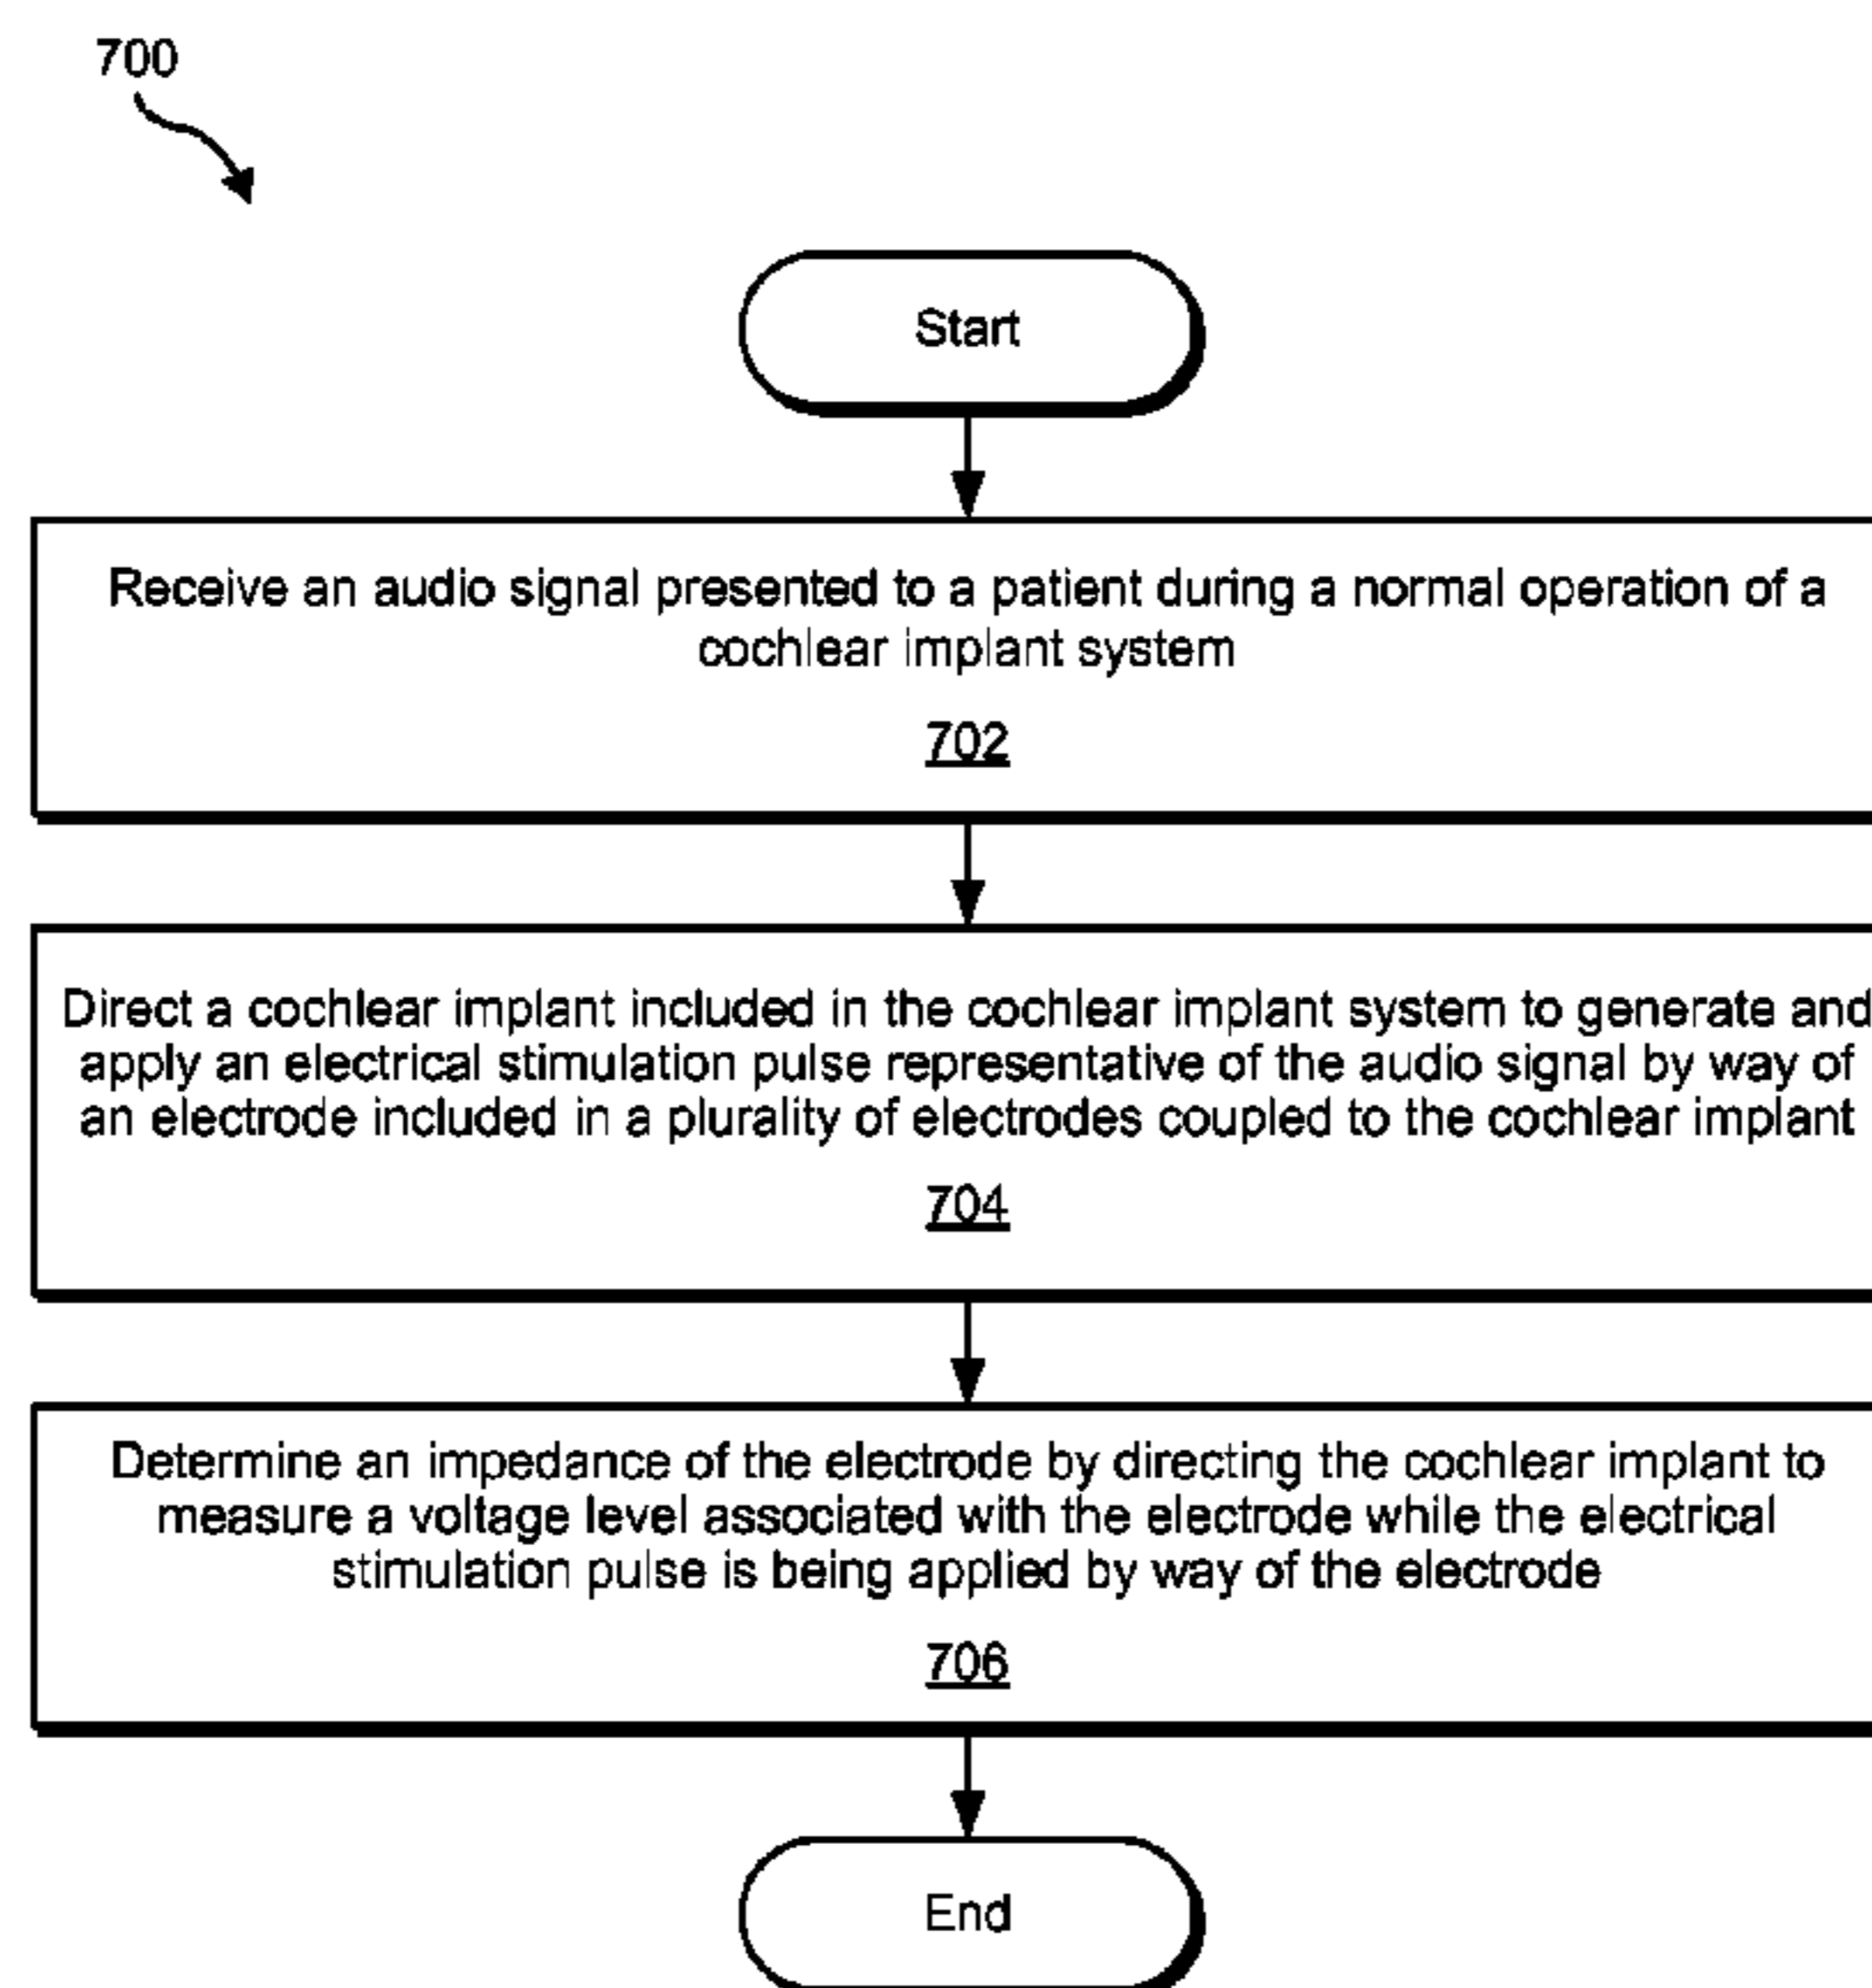 700
Start
Receive an audio signal presented to a patient during a normal operation of a
cochlear implant system
702
Direct a cochlear implant included in the cochlear implant system to generate and
apply an electrical stimulation pulse representative of the audio signal by way of
an electrode included in a plurality of electrodes coupled to the cochlear implant
704
Determine an impedance of the electrode by directing the cochlear implant to
measure a voltage level associated with the electrode while the electrical
stimulation pulse is being applied by way of the electrode
706
End